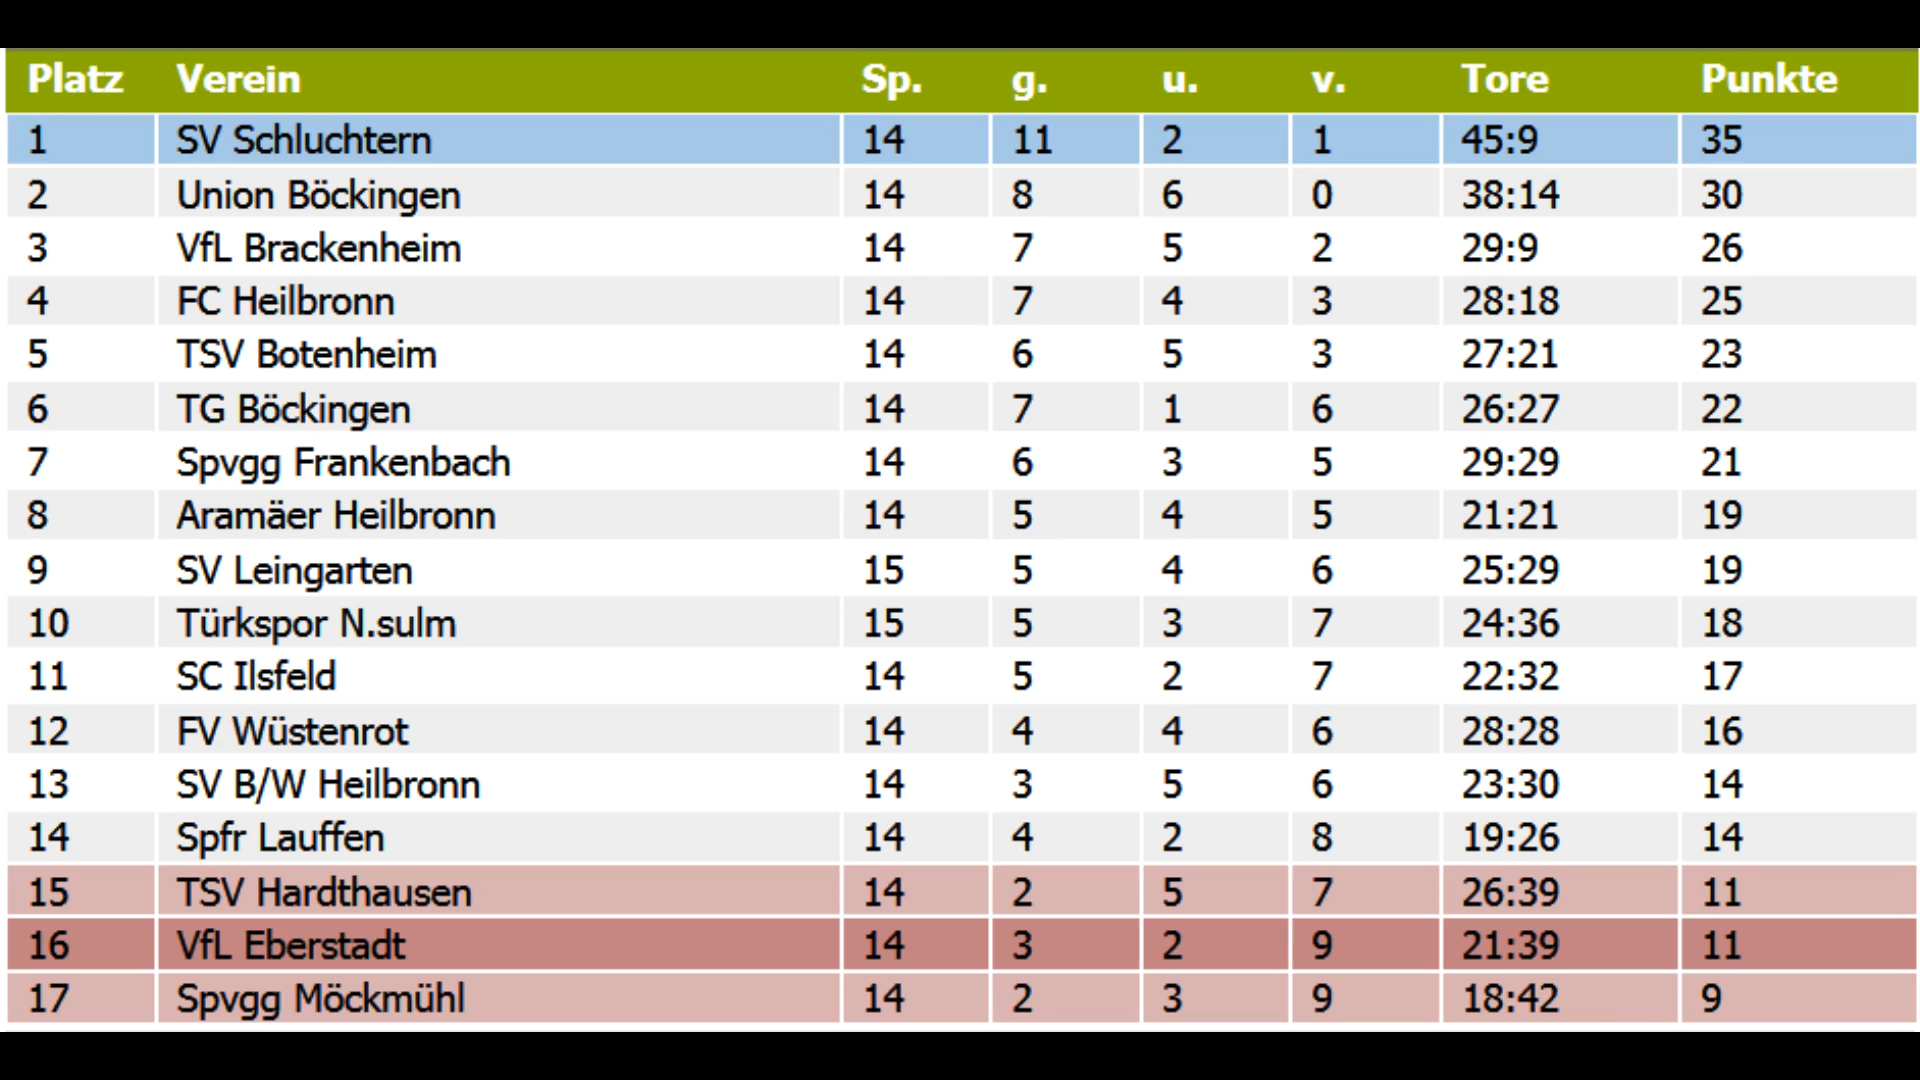 Platz Verein Sp. g. u. v. Tore Punkte
1 SV Schluchtern 14 11 2 1 45:9 35
2 Union Böckingen 14 8 6 0 38:14 30
3 VfL Brackenheim 14 7 5 2 29:9 26
4 FC Heilbronn 14 7 4 3 28:18 25
5 TSV Botenheim 14 6 5 3 27:21 23
6 TG Böckingen 14 7 1 6 26:27 22
7 Spvgg Frankenbach 14 6 3 5 29:29 21
8 Aramäer Heilbronn 14 5 4 5 21:21 19
9 SV Leingarten 15 5 4 6 25:29 19
10 Türkspor N.sulm 15 5 3 7 24:36 18
11 SC Ilsfeld 14 5 2 7 22:32 17
12 FV Wüstenrot 14 4 4 6 28:28 16
13 SV B/W Heilbronn 14 3 5 6 23:30 14
14 Spfr Lauffen 14 4 2 8 19:26 14
15 TSV Hardthausen 14 2 5 7 26:39 11
16 VfL Eberstadt 14 3 2 9 21:39 11
17 Spvgg Möckmühl 14 2 3 9 18:42 9